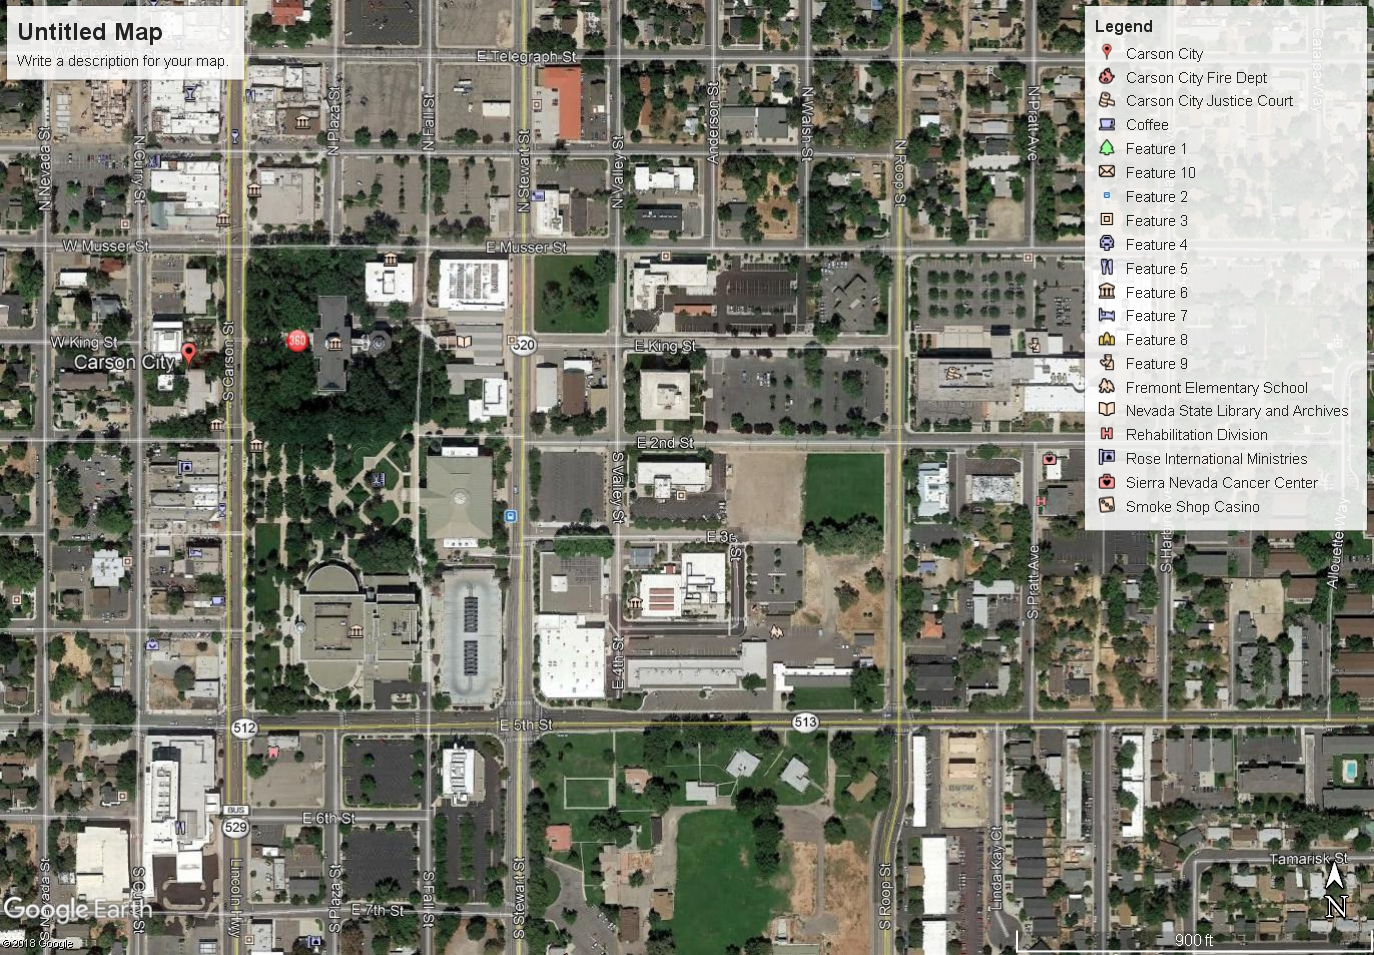 Untitled Map
Write a description for your map.
Legend
Carson City
Carson City Fire Dept
Carson City Justice Court
Coffee
Feature 1
Feature 10
Feature 2
Feature 3
Feature 4
Feature 5
Feature 6
Feature 7
Feature 8
Feature 9
Fremont Elementary School
Nevada State Library and Archives
Rehabilitation Division
Rose International Ministries
Sierra Nevada Cancer Center
Smoke Shop Casino
E Telegraph St
N Nevada St
N Curry St
N Plaza St
N Fall St
N Stewart St
N Valley St
Anderson St
N Walsh St
N Roop St
N Pratt Ave
W Musser St
E Musser St
W King St
Carson City
S Carson St
360
520
E King St
E 2nd St
S Valley St
E 3
St
S Pratt Ave
Allouette Way
E 4th St
512
E 5th St
513
BUS
529
E 6th St
Lincoln Hwy
S Plaza St
S Fall St
S Stewart St
S Roop St
Linda Kay Ct
Tamarisk St
E 7th St
S Nevada St
Google Earth
© 2018 Google
N
900 ft